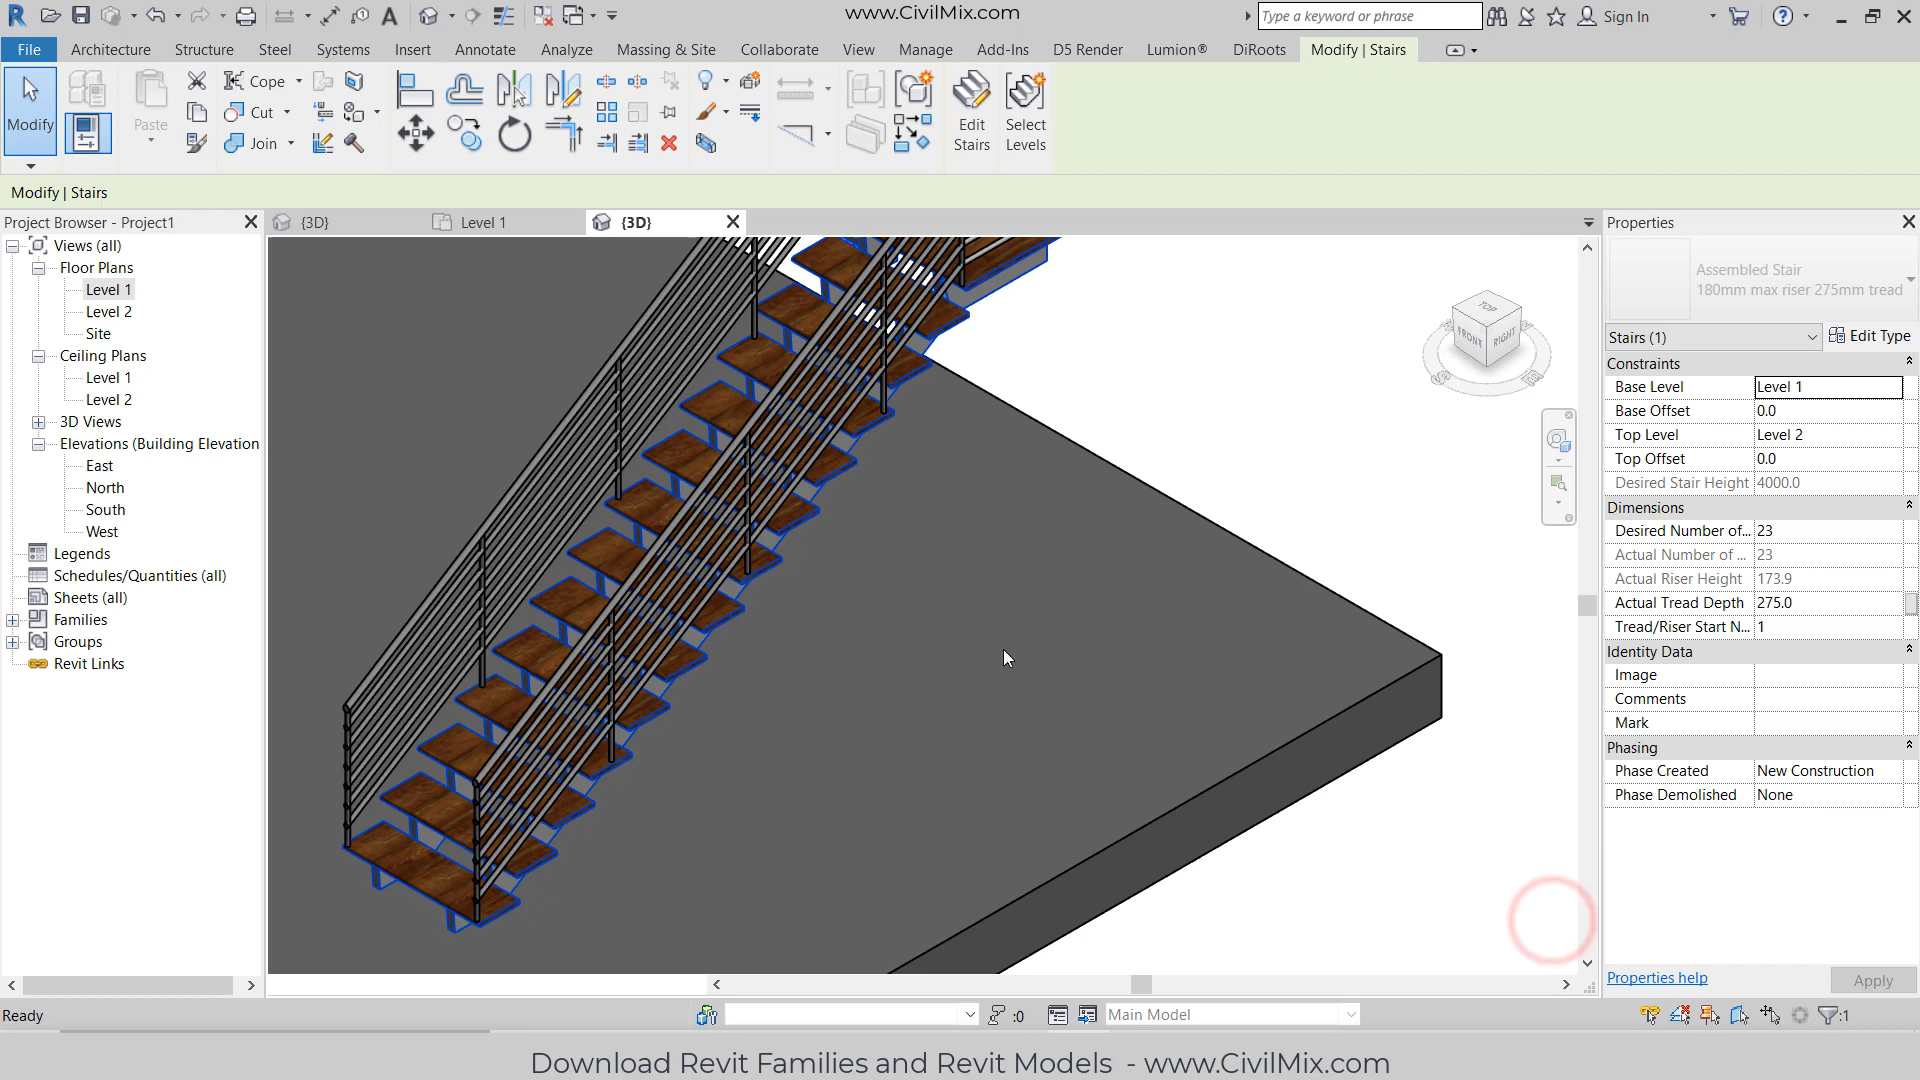 www.CivilMix.com
Type a keyword or phrase
Sign In
File Architecture Structure Steel Systems Insert Annotate Analyze Massing & Site Collaborate View Manage Add-Ins D5 Render Lumion® DiRoots Modify | Stairs
Modify
Paste
Cope
Cut
Join
Edit Stairs
Select Levels
Modify | Stairs
Project Browser - Project1
{3D}
Level 1
{3D}
Properties
Views (all)
Floor Plans
Level 1
Level 2
Site
Ceiling Plans
Level 1
Level 2
3D Views
Elevations (Building Elevation
East
North
South
West
Legends
Schedules/Quantities (all)
Sheets (all)
Families
Groups
Revit Links
TOP
FRONT
RIGHT
Assembled Stair
180mm max riser 275mm tread
Stairs (1)
Edit Type
Constraints
Base Level Level 1
Base Offset 0.0
Top Level Level 2
Top Offset 0.0
Desired Stair Height 4000.0
Dimensions
Desired Number of... 23
Actual Number of ... 23
Actual Riser Height 173.9
Actual Tread Depth 275.0
Tread/Riser Start N... 1
Identity Data
Image
Comments
Mark
Phasing
Phase Created New Construction
Phase Demolished None
Properties help
Apply
Ready
:0
Main Model
:1
Download Revit Families and Revit Models - www.CivilMix.com